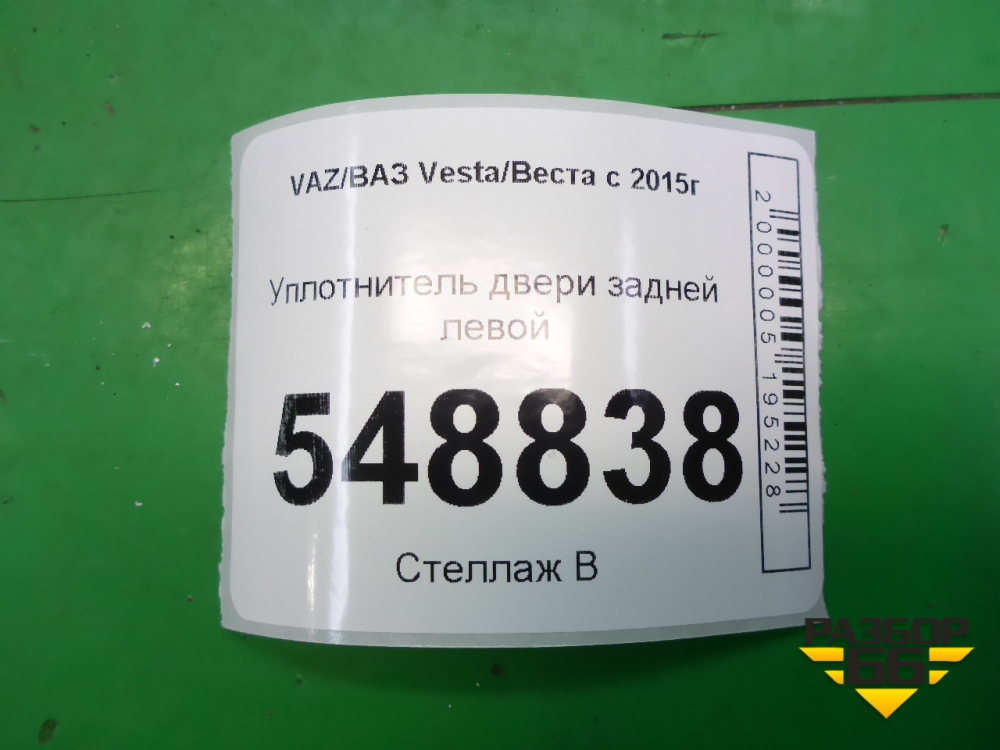 VAZ/ВАЗ Vesta/Веста с 2015г
Уплотнитель двери задней
левой
548838
Стеллаж В
2000005195228
РАЗБОР
66